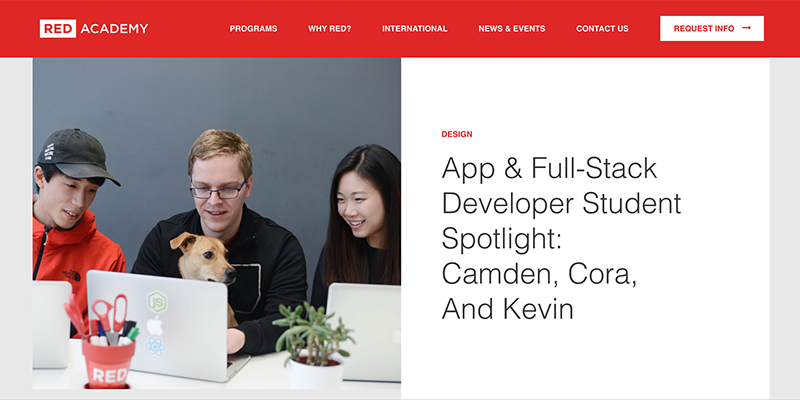 RED ACADEMY
PROGRAMS
WHY RED?
INTERNATIONAL
NEWS & EVENTS
CONTACT US
REQUEST INFO →
DESIGN
App & Full-Stack
Developer Student
Spotlight:
Camden, Cora,
And Kevin
JS
RED